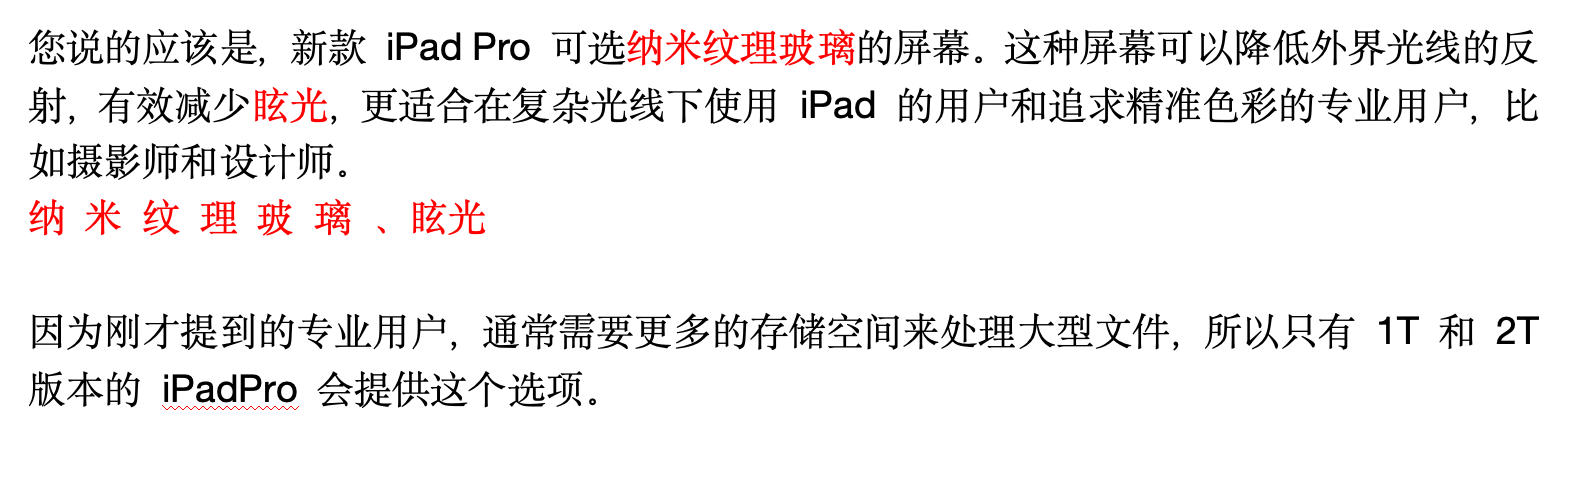 您说的应该是，新款 iPad Pro 可选纳米纹理玻璃的屏幕。这种屏幕可以降低外界光线的反
射，有效减少眩光，更适合在复杂光线下使用 iPad 的用户和追求精准色彩的专业用户，比
如摄影师和设计师。
纳 米 纹 理 玻 璃 、眩光
因为刚才提到的专业用户，通常需要更多的存储空间来处理大型文件，所以只有 1T 和 2T
版本的 iPadPro 会提供这个选项。